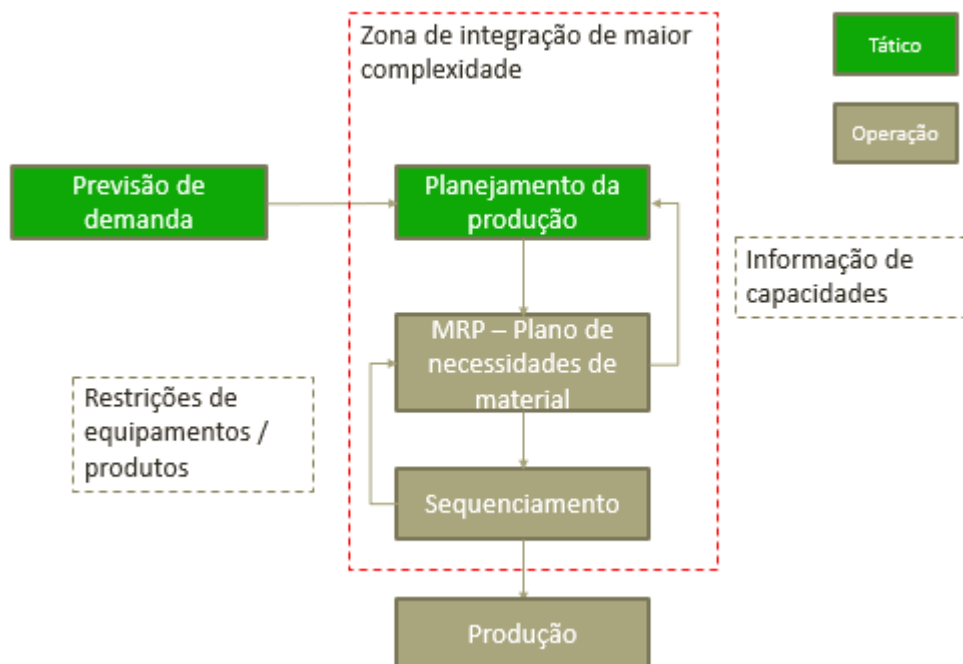 Zona de integração de maior
complexidade
Tático
Operação
Previsão de
demanda
Planejamento da
produção
Informação de
capacidades
MRP – Plano de
necessidades de
material
Restrições de
equipamentos /
produtos
Sequenciamento
Produção